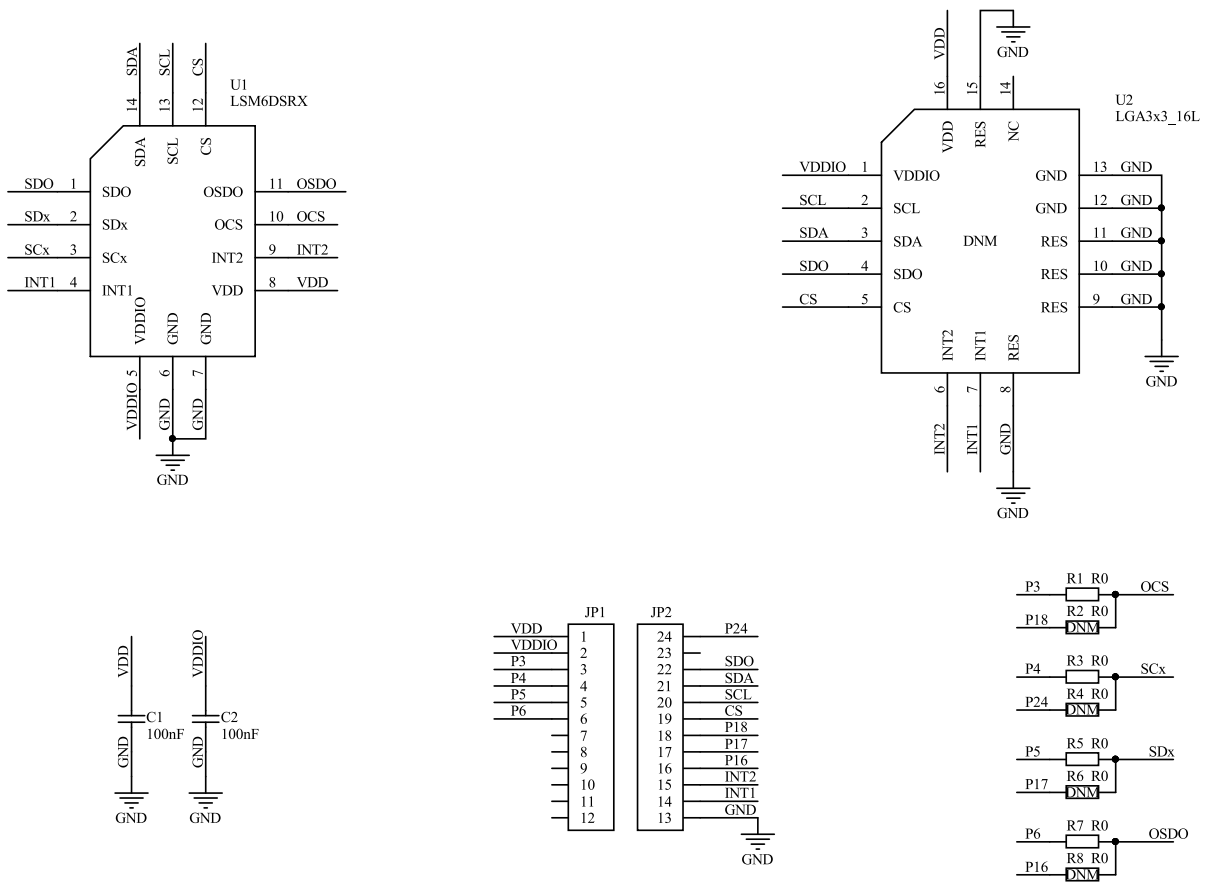 SDA
SCL
CS
14
13
12
U1
LSM6DSRX
SDA
SCL
CS
SDO 1 SDO
SDx 2 SDx
SCx 3 SCx
INT1 4 INT1
OSDO 11 OSDO
OCS 10 OCS
INT2 9 INT2
VDD 8 VDD
VDDIO
GND
GND
5
6
7
VDDIO
GND
GND
GND
VDD
GND
16
15
14
U2
LGA3x3_16L
VDD
RES
NC
VDDIO 1 VDDIO
SCL 2 SCL
SDA 3 SDA
SDO 4 SDO
CS 5 CS
DNM
GND 13 GND
GND 12 GND
RES 11 GND
RES 10 GND
RES 9 GND
GND
INT2
INT1
RES
6
7
8
INT2
INT1
GND
GND
VDD
C1
100nF
GND
GND
VDDIO
C2
100nF
GND
GND
JP1
VDD 1
VDDIO 2
P3 3
P4 4
P5 5
P6 6
7
8
9
10
11
12
JP2
24 P24
23
22 SDO
21 SDA
20 SCL
19 CS
18 P18
17 P17
16 P16
15 INT2
14 INT1
13 GND
GND
P3 R1 R0 OCS
P18 R2 R0
DNM
P4 R3 R0 SCx
P24 R4 R0
DNM
P5 R5 R0 SDx
P17 R6 R0
DNM
P6 R7 R0 OSDO
P16 R8 R0
DNM